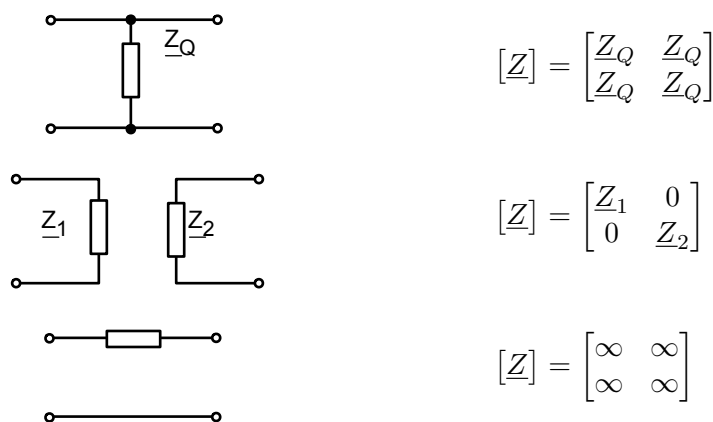 Z_Q
[Z] = [Z_Q Z_Q
Z_Q Z_Q]
Z_1
Z_2
[Z] = [Z_1 0
0 Z_2]
[Z] = [∞ ∞
∞ ∞]